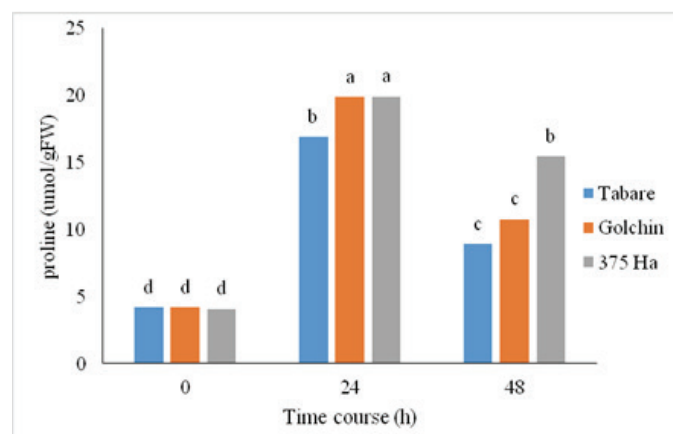 25
20
15
10
5
0
proline (umol/gFW)
d d d
b a a
c c b
0 24 48
Time course (h)
Tabare
Golchin
375 Ha